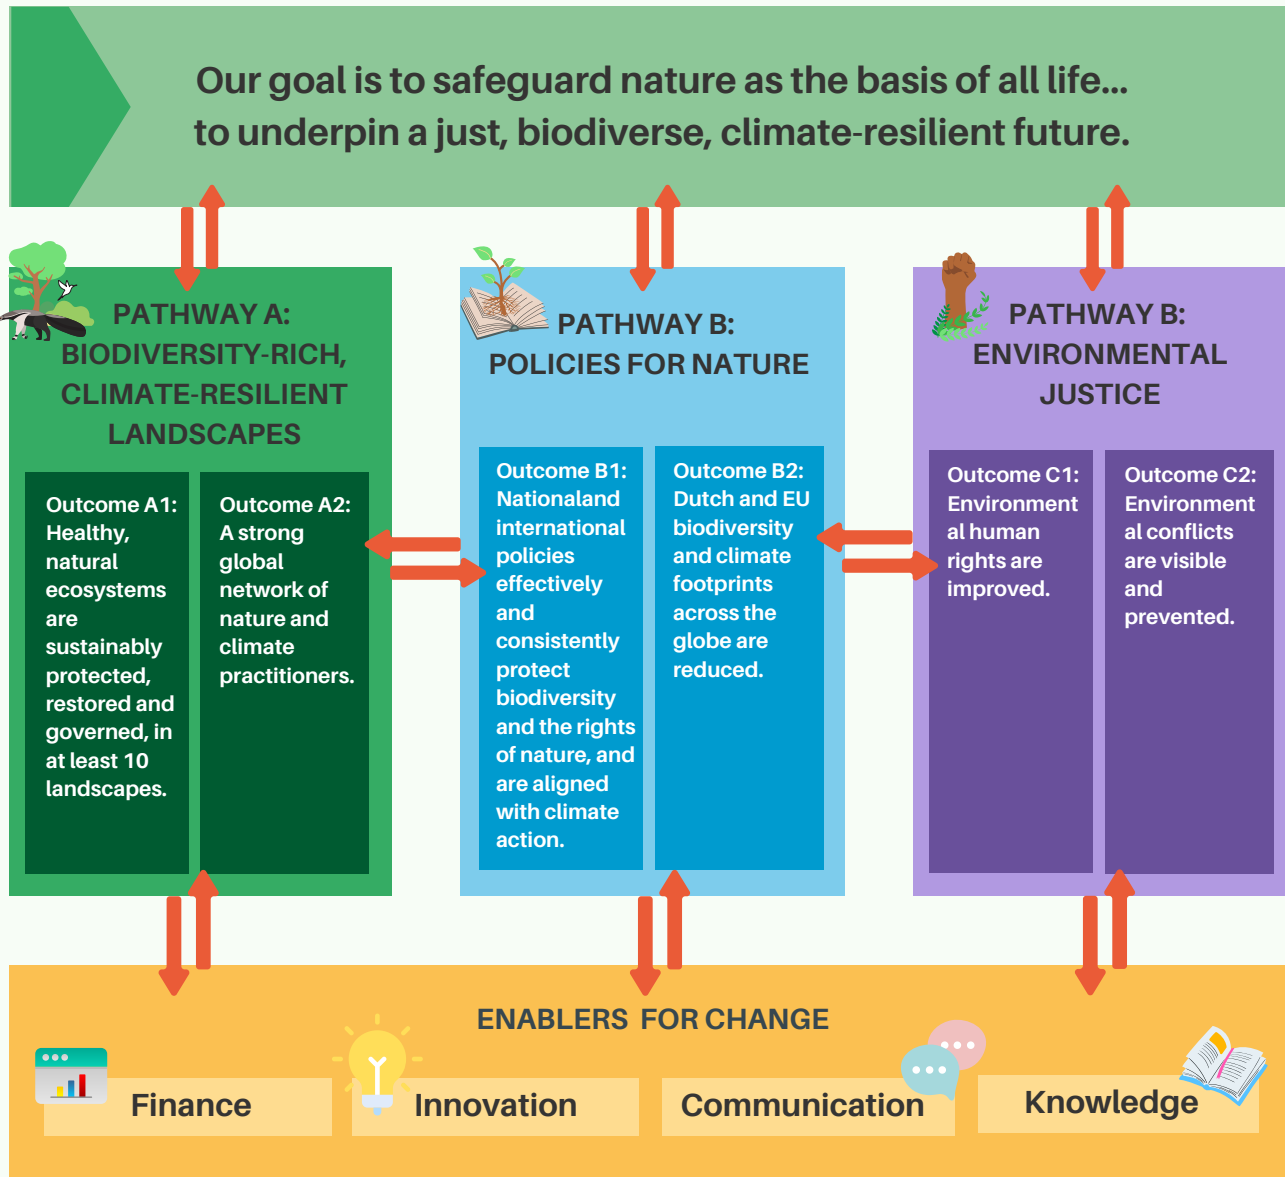 Our goal is to safeguard nature as the basis of all life...
to underpin a just, biodiverse, climate-resilient future.
PATHWAY A:
BIODIVERSITY-RICH,
CLIMATE-RESILIENT
LANDSCAPES
Outcome A1:
Healthy,
natural
ecosystems
are
sustainably
protected,
restored and
governed, in
at least 10
landscapes.
Outcome A2:
A strong
global
network of
nature and
climate
practitioners.
PATHWAY B:
POLICIES FOR NATURE
Outcome B1:
Nationaland
international
policies
effectively
and
consistently
protect
biodiversity
and the rights
of nature, and
are aligned
with climate
action.
Outcome B2:
Dutch and EU
biodiversity
and climate
footprints
across the
globe are
reduced.
PATHWAY B:
ENVIRONMENTAL
JUSTICE
Outcome C1:
Environment
al human
rights are
improved.
Outcome C2:
Environment
al conflicts
are visible
and
prevented.
ENABLERS FOR CHANGE
Finance
Innovation
Communication
Knowledge